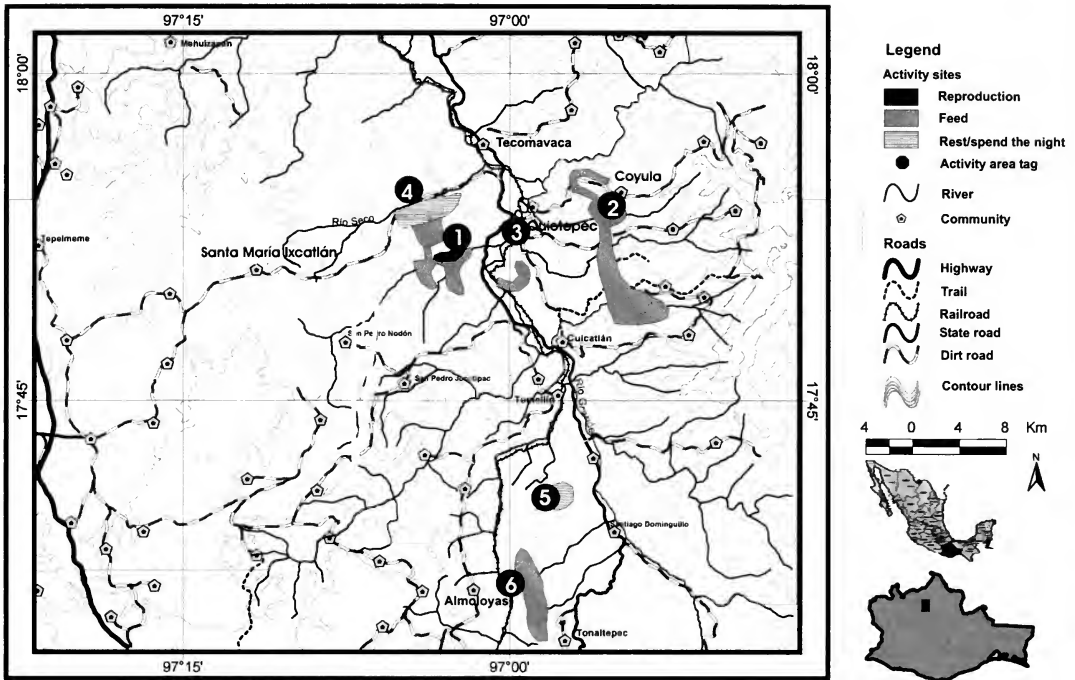 97°15'
97°00'
18°00'
18°00'
Tecomavaca
Coyula
2
4
Río Seco
1
3
Quiotepec
Tepelmeme
Santa María Ixcatlán
San Pedro Nodón
Cuicatlán
San Pedro Jocotipac
17°45'
17°45'
Tomellín
5
Santiago Dominguillo
6
Almoloyas
Tonaltepec
97°15'
97°00'
Legend
Activity sites
Reproduction
Feed
Rest/spend the night
Activity area tag
River
Community
Roads
Highway
Trail
Railroad
State road
Dirt road
Contour lines
4 0 4 8 Km
N